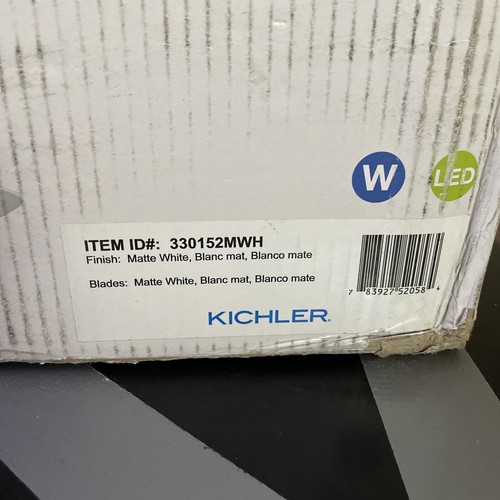 W
LED
ITEM ID#: 330152MWH
Finish: Matte White, Blanc mat, Blanco mate
Blades: Matte White, Blanc mat, Blanco mate
7 83927 52058 4
KICHLER.